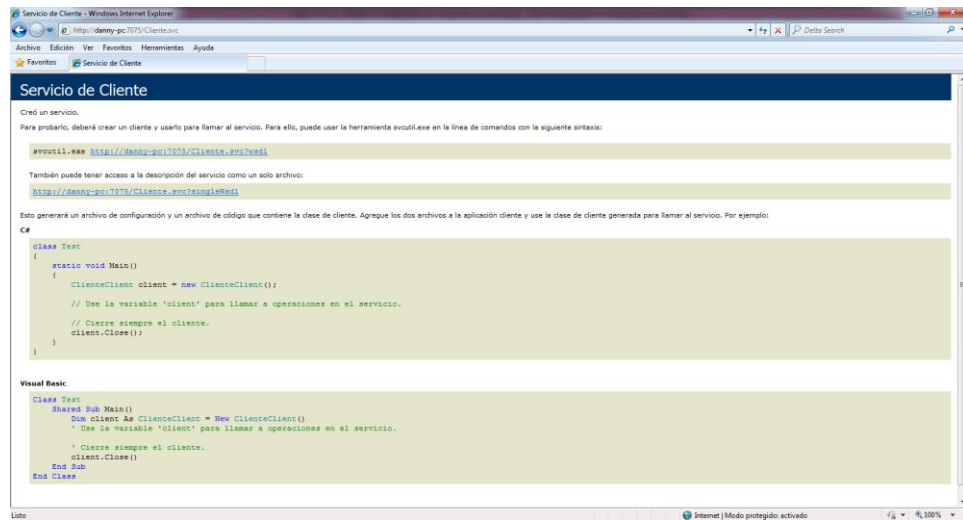 Servicio de Cliente - Windows Internet Explorer
http://danny-pc:7075/Cliente.svc
Delta Search
Archivo Edición Ver Favoritos Herramientas Ayuda
Favoritos Servicio de Cliente
Servicio de Cliente
Creó un servicio.
Para probarlo, deberá crear un cliente y usarlo para llamar al servicio. Para ello, puede usar la herramienta svcutil.exe en la línea de comandos con la siguiente sintaxis:
svcutil.exe http://danny-pc:7075/Cliente.svc?wsdl
También puede tener acceso a la descripción del servicio como un solo archivo:
http://danny-pc:7075/Cliente.svc?singleWsdl
Esto generará un archivo de configuración y un archivo de código que contiene la clase de cliente. Agregue los dos archivos a la aplicación cliente y use la clase de cliente generada para llamar al servicio. Por ejemplo:
C#
class Test
{
static void Main()
{
ClienteClient client = new ClienteClient();
// Use la variable 'client' para llamar a operaciones en el servicio.
// Cierre siempre el cliente.
client.Close();
}
}
Visual Basic
Class Test
Shared Sub Main()
Dim client As ClienteClient = New ClienteClient()
' Use la variable 'client' para llamar a operaciones en el servicio.
' Cierre siempre el cliente.
client.Close()
End Sub
End Class
Listo
Internet | Modo protegido: activado
100%